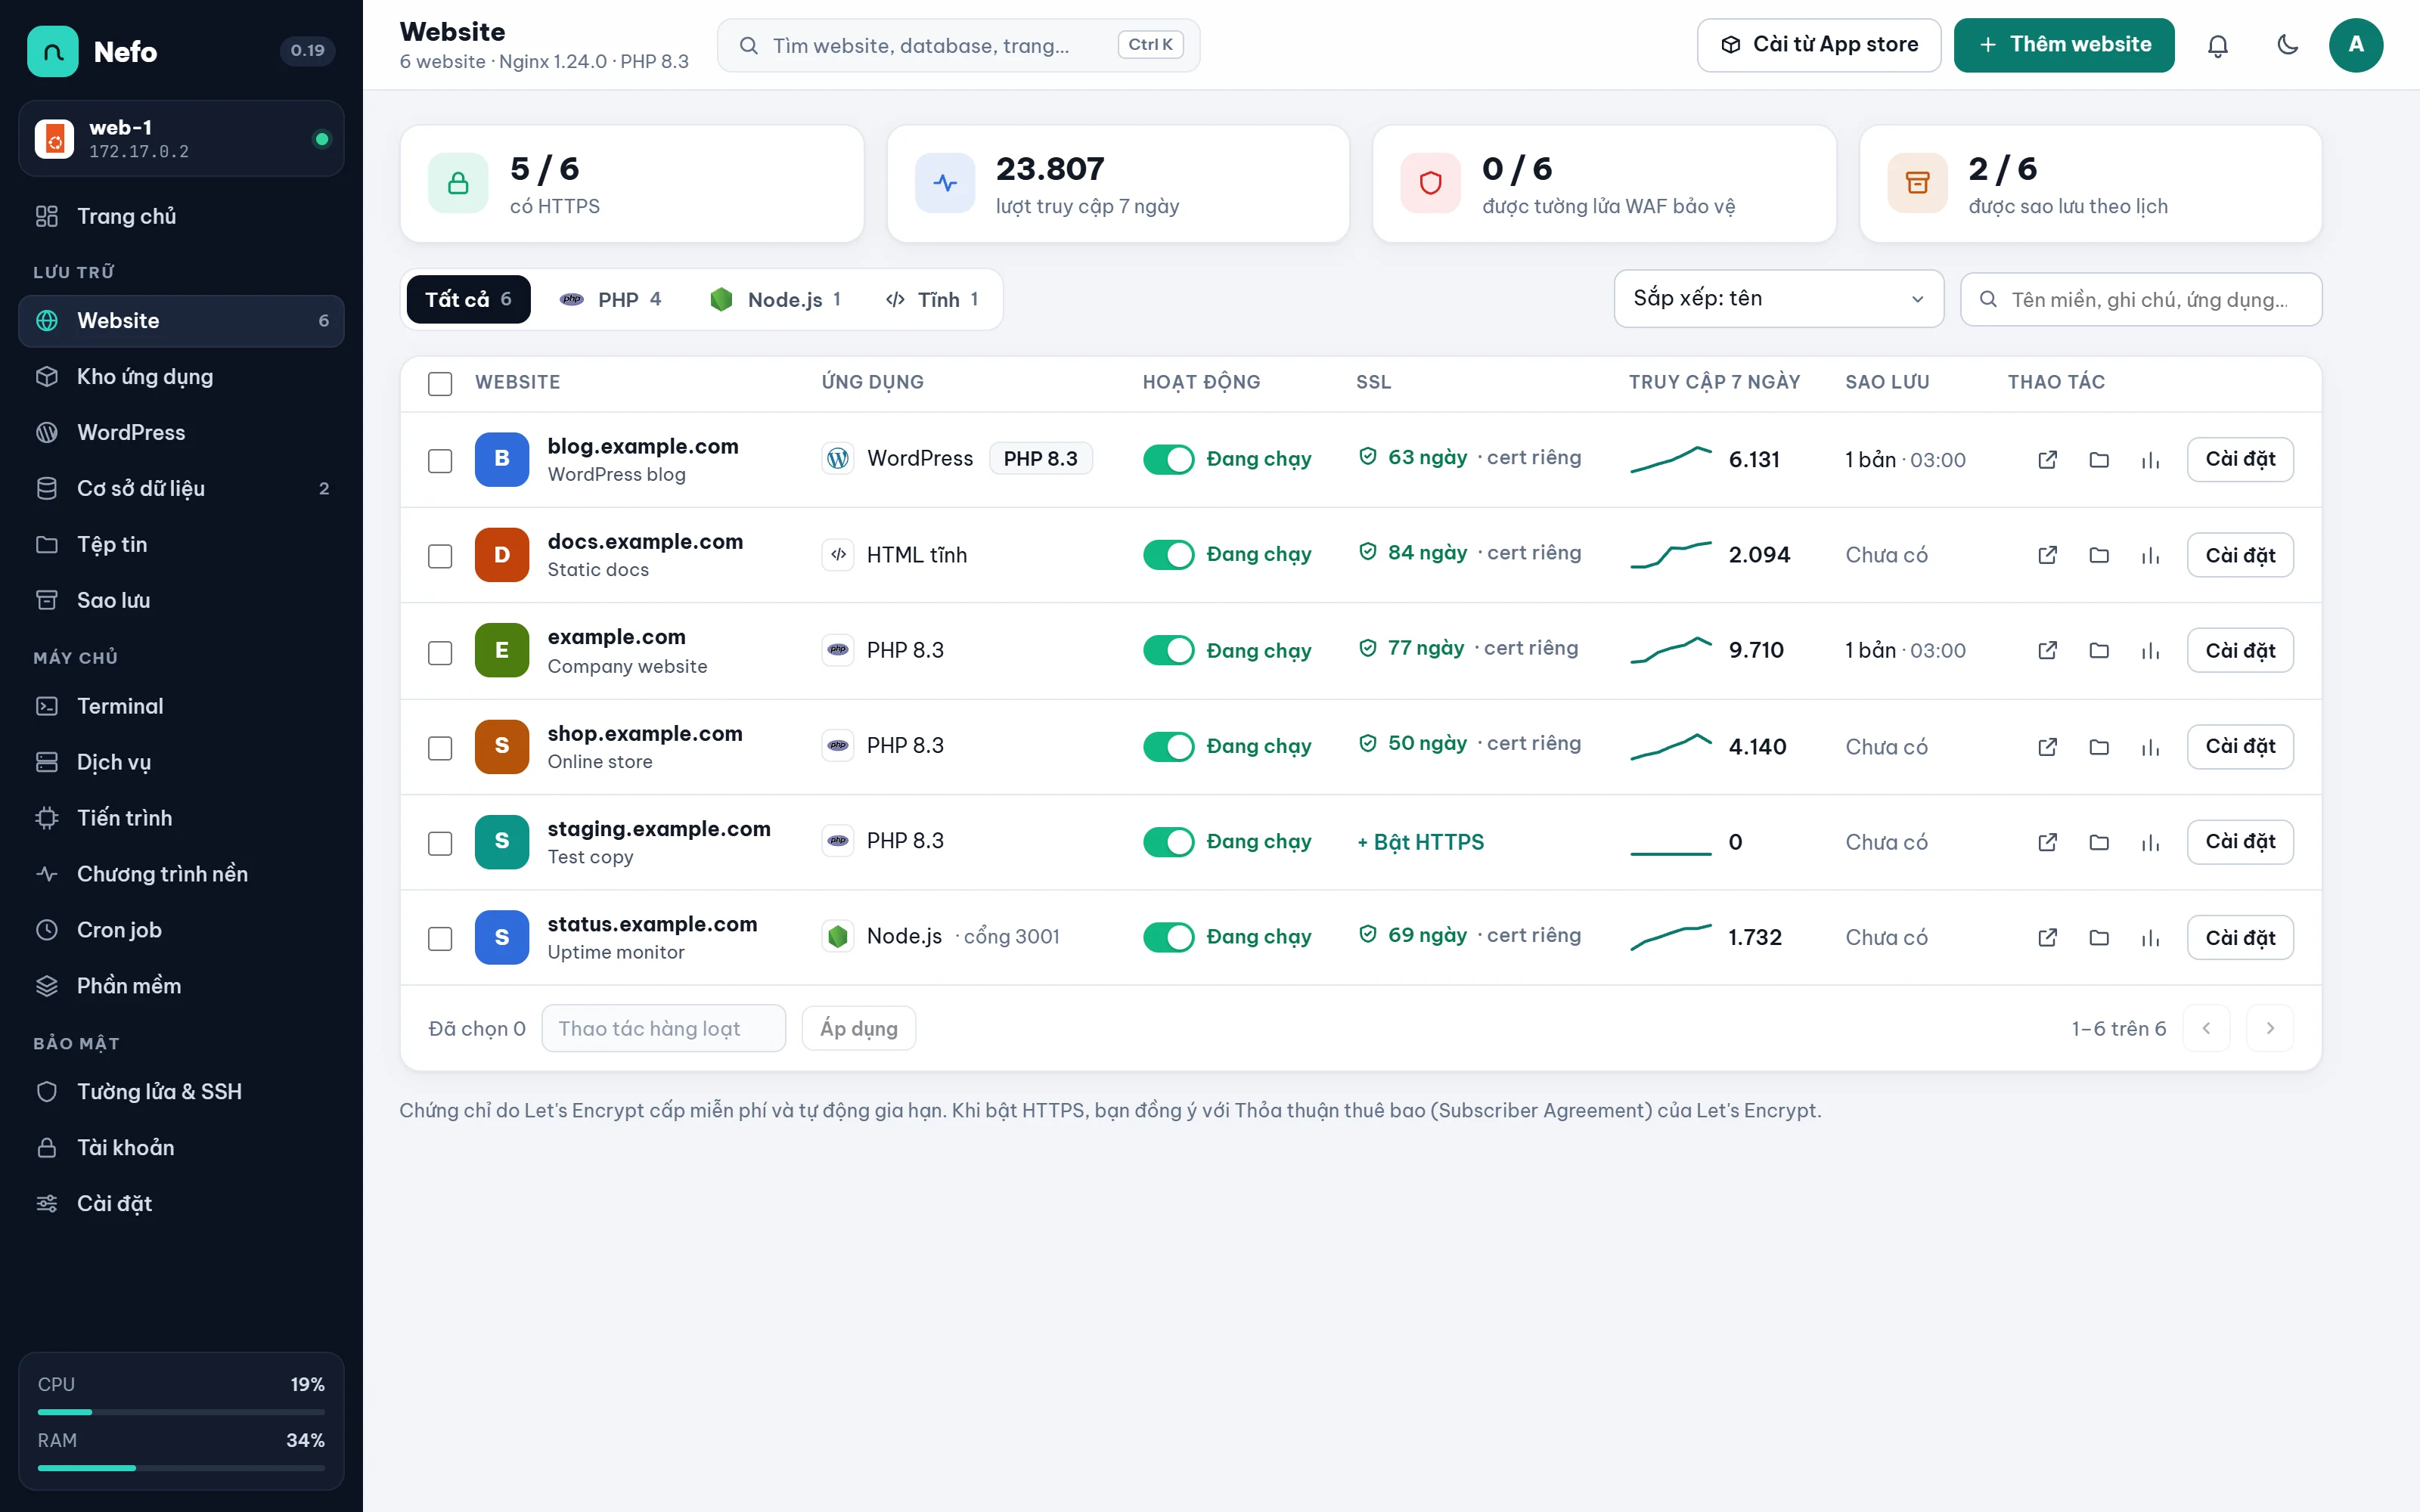 Nefo
0.19
web-1
172.17.0.2
Trang chủ
LƯU TRỮ
Website 6
Kho ứng dụng
WordPress
Cơ sở dữ liệu 2
Tệp tin
Sao lưu
MÁY CHỦ
Terminal
Dịch vụ
Tiến trình
Chương trình nền
Cron job
Phần mềm
BẢO MẬT
Tường lửa & SSH
Tài khoản
Cài đặt
CPU 19%
RAM 34%
Website
6 website · Nginx 1.24.0 · PHP 8.3
Tìm website, database, trang... Ctrl K
Cài từ App store
+ Thêm website
A
5 / 6
có HTTPS
23.807
lượt truy cập 7 ngày
0 / 6
được tường lửa WAF bảo vệ
2 / 6
được sao lưu theo lịch
Tất cả 6
php PHP 4
Node.js 1
Tĩnh 1
Sắp xếp: tên
Tên miền, ghi chú, ứng dụng...
WEBSITE ỨNG DỤNG HOẠT ĐỘNG SSL TRUY CẬP 7 NGÀY SAO LƯU THAO TÁC
B blog.example.com WordPress PHP 8.3 Đang chạy 63 ngày · cert riêng 6.131 1 bản · 03:00 Cài đặt
WordPress blog
D docs.example.com HTML tĩnh Đang chạy 84 ngày · cert riêng 2.094 Chưa có Cài đặt
Static docs
E example.com php PHP 8.3 Đang chạy 77 ngày · cert riêng 9.710 1 bản · 03:00 Cài đặt
Company website
S shop.example.com php PHP 8.3 Đang chạy 50 ngày · cert riêng 4.140 Chưa có Cài đặt
Online store
S staging.example.com php PHP 8.3 Đang chạy + Bật HTTPS 0 Chưa có Cài đặt
Test copy
S status.example.com Node.js · cổng 3001 Đang chạy 69 ngày · cert riêng 1.732 Chưa có Cài đặt
Uptime monitor
Đã chọn 0 Thao tác hàng loạt Áp dụng 1–6 trên 6
Chứng chỉ do Let's Encrypt cấp miễn phí và tự động gia hạn. Khi bật HTTPS, bạn đồng ý với Thỏa thuận thuê bao (Subscriber Agreement) của Let's Encrypt.